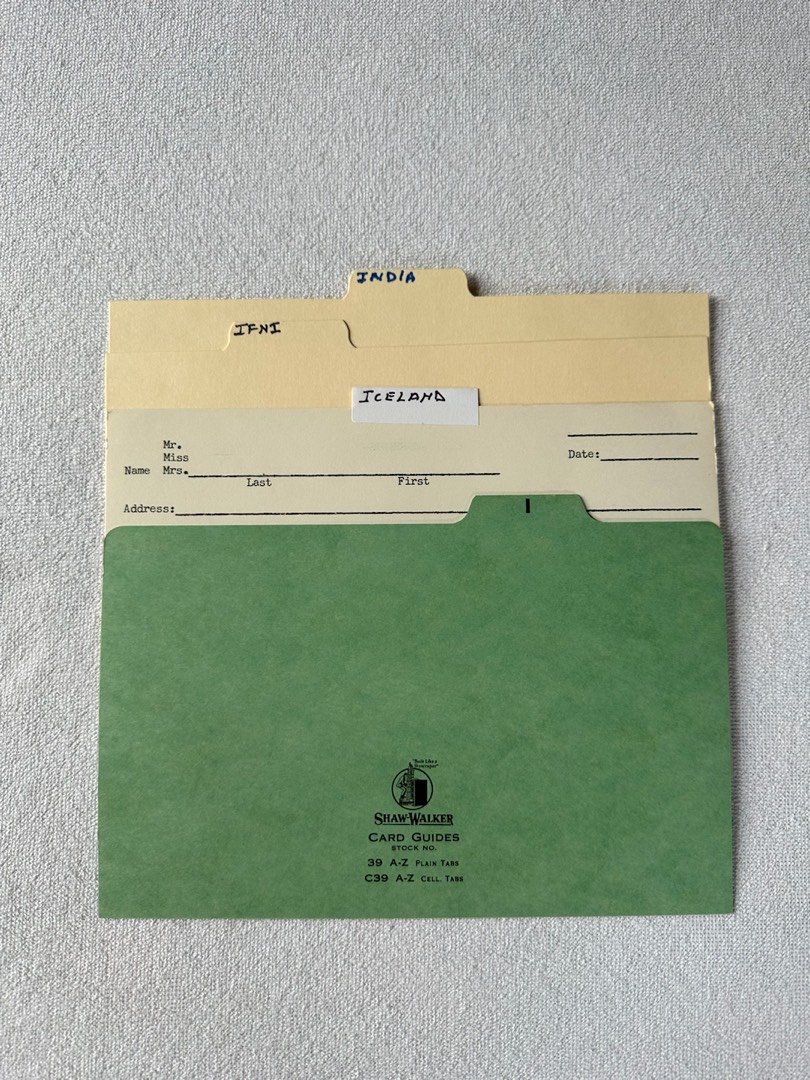 INDIA
IFNI
ICELAND
Mr.
Miss
Date:
Name Mrs.
Last First
Address:
I
"Built Like a
Skyscraper"
SHAW-WALKER
CARD GUIDES
STOCK NO.
39 A-Z PLAIN TABS
C39 A-Z CELL. TABS